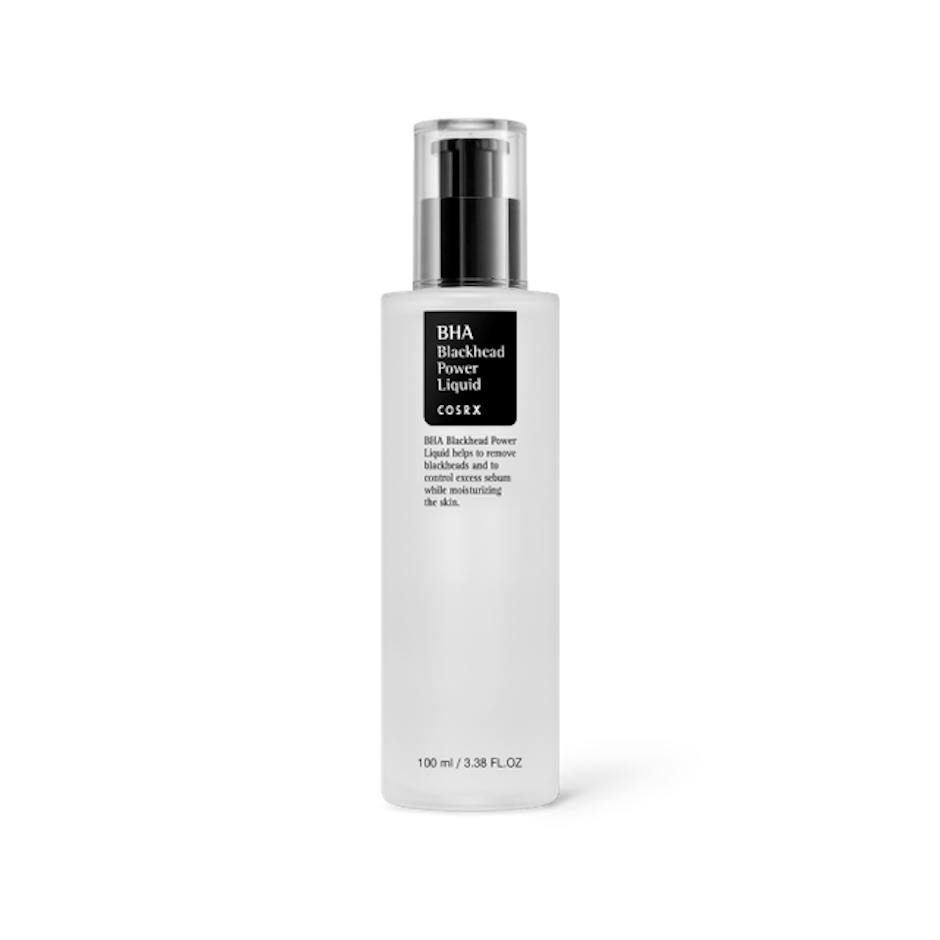 BHA
Blackhead
Power
Liquid
COSRX
BHA Blackhead Power
Liquid helps to remove
blackheads and to
control excess sebum
while moisturizing
the skin.
100 ml / 3.38 FL.OZ